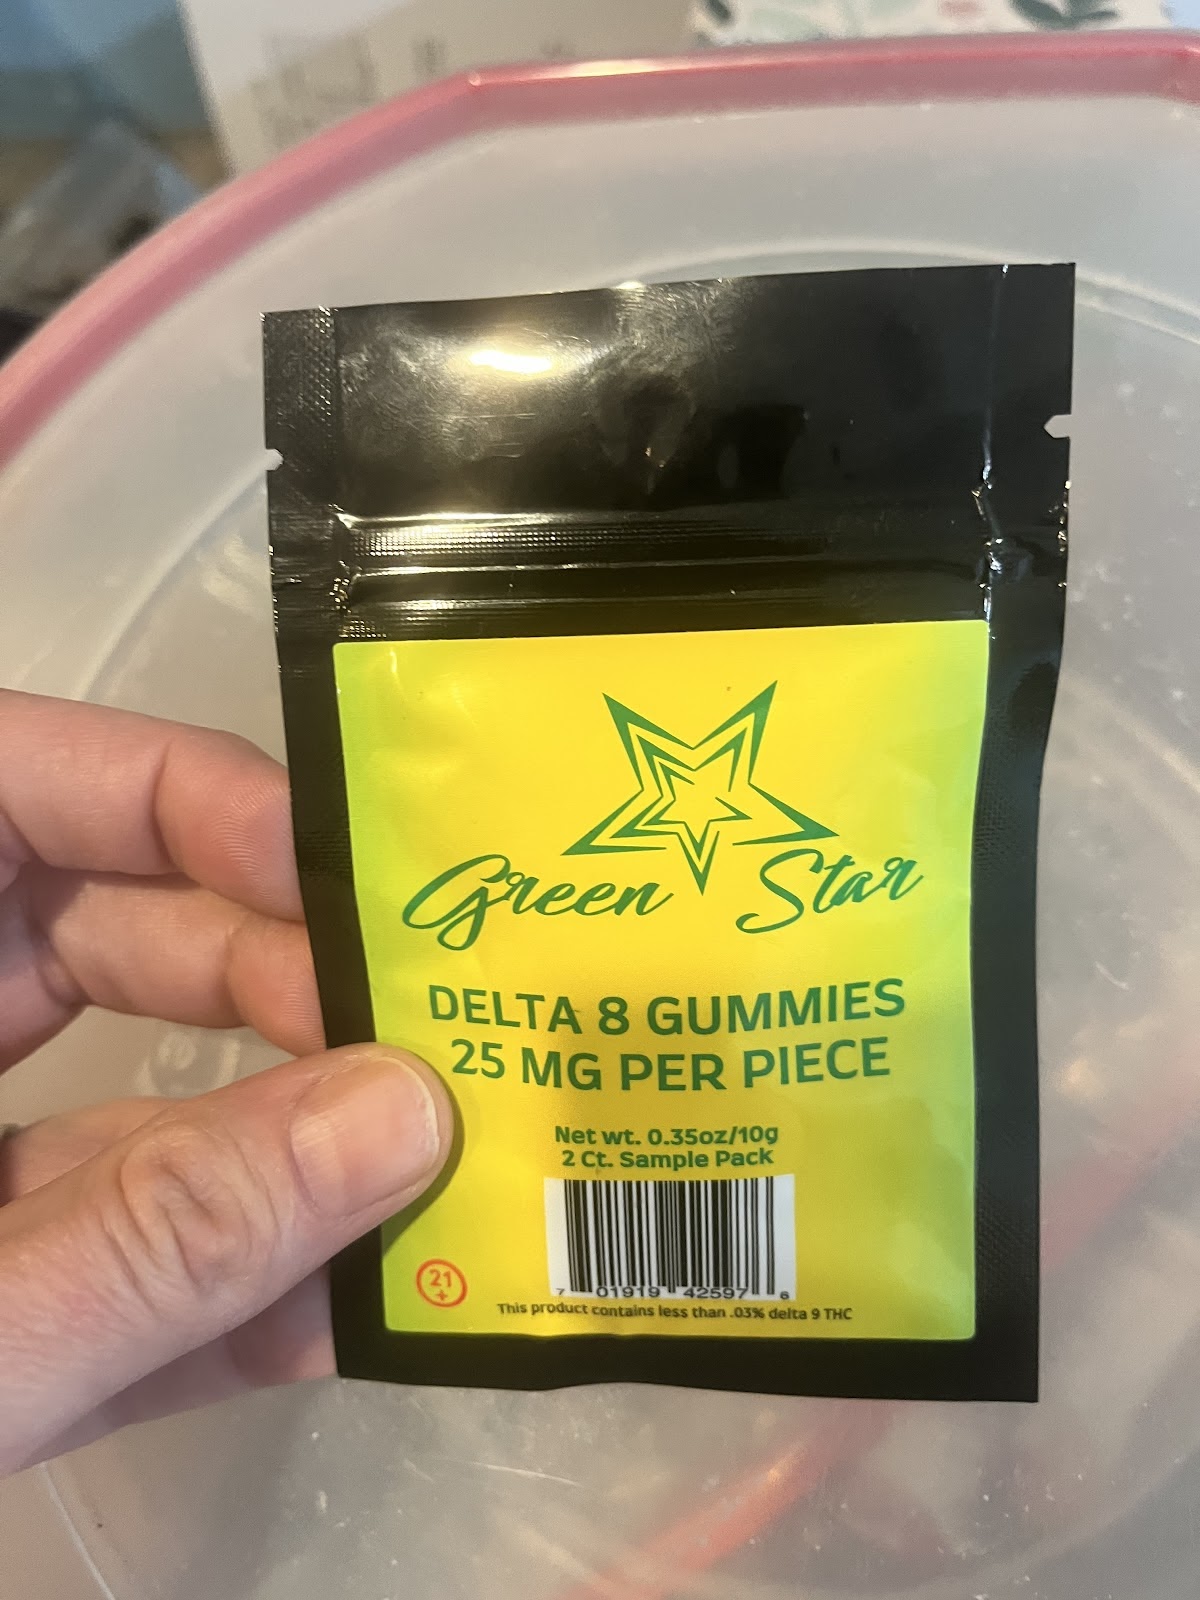 Green Star
DELTA 8 GUMMIES
25 MG PER PIECE
Net wt. 0.35oz/10g
2 Ct. Sample Pack
7 01919 42597 6
21
+
This product contains less than .03% delta 9 THC